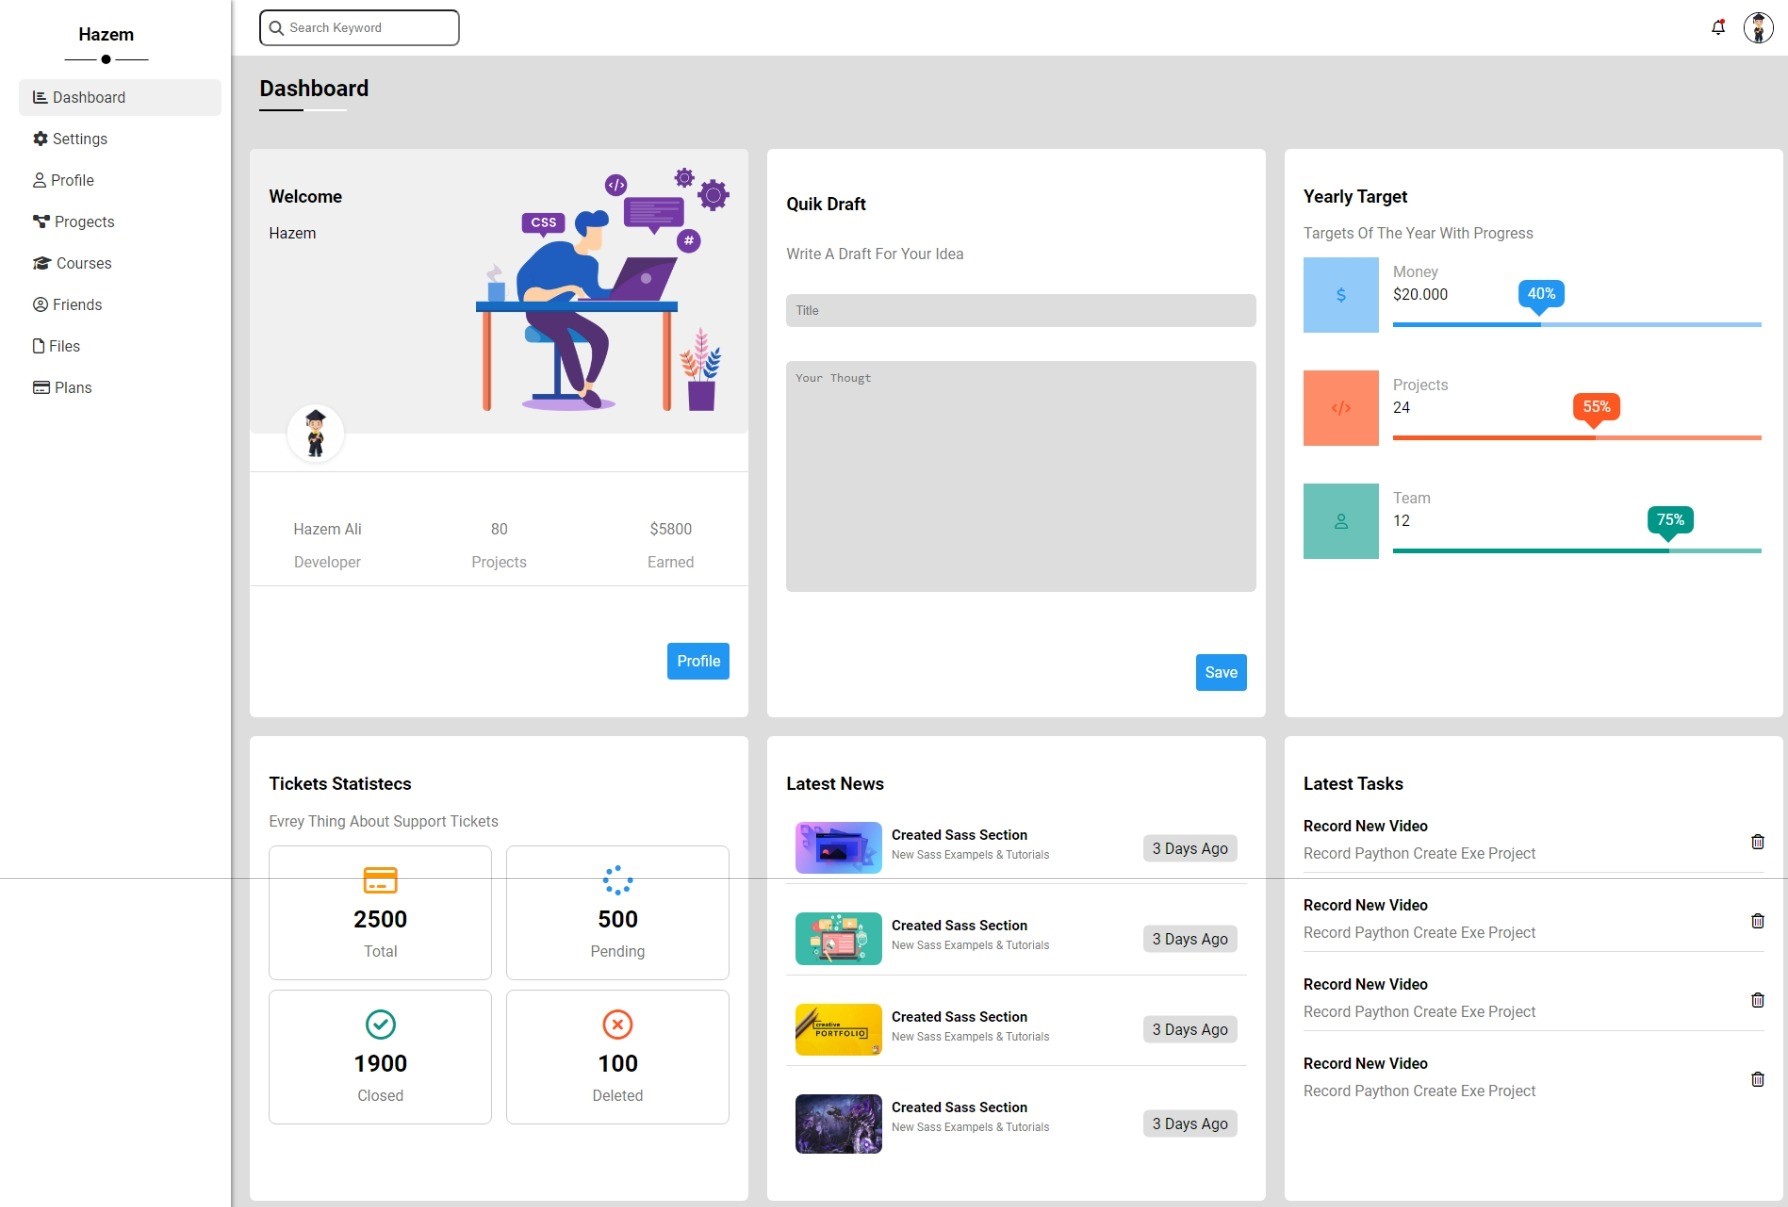 Hazem
Dashboard
Settings
Profile
Progects
Courses
Friends
Files
Plans
Search Keyword
Dashboard
Welcome
Hazem
CSS
</>
#
Hazem Ali
Developer
80
Projects
$5800
Earned
Profile
Quik Draft
Write A Draft For Your Idea
Title
Your Thougt
Save
Yearly Target
Targets Of The Year With Progress
$
Money
$20.000
40%
</>
Projects
24
55%
Team
12
75%
Tickets Statistecs
Evrey Thing About Support Tickets
2500
Total
500
Pending
1900
Closed
100
Deleted
Latest News
Created Sass Section
New Sass Exampels & Tutorials
3 Days Ago
Created Sass Section
New Sass Exampels & Tutorials
3 Days Ago
creative
PORTFOLIO
Created Sass Section
New Sass Exampels & Tutorials
3 Days Ago
Created Sass Section
New Sass Exampels & Tutorials
3 Days Ago
Latest Tasks
Record New Video
Record Paython Create Exe Project
Record New Video
Record Paython Create Exe Project
Record New Video
Record Paython Create Exe Project
Record New Video
Record Paython Create Exe Project